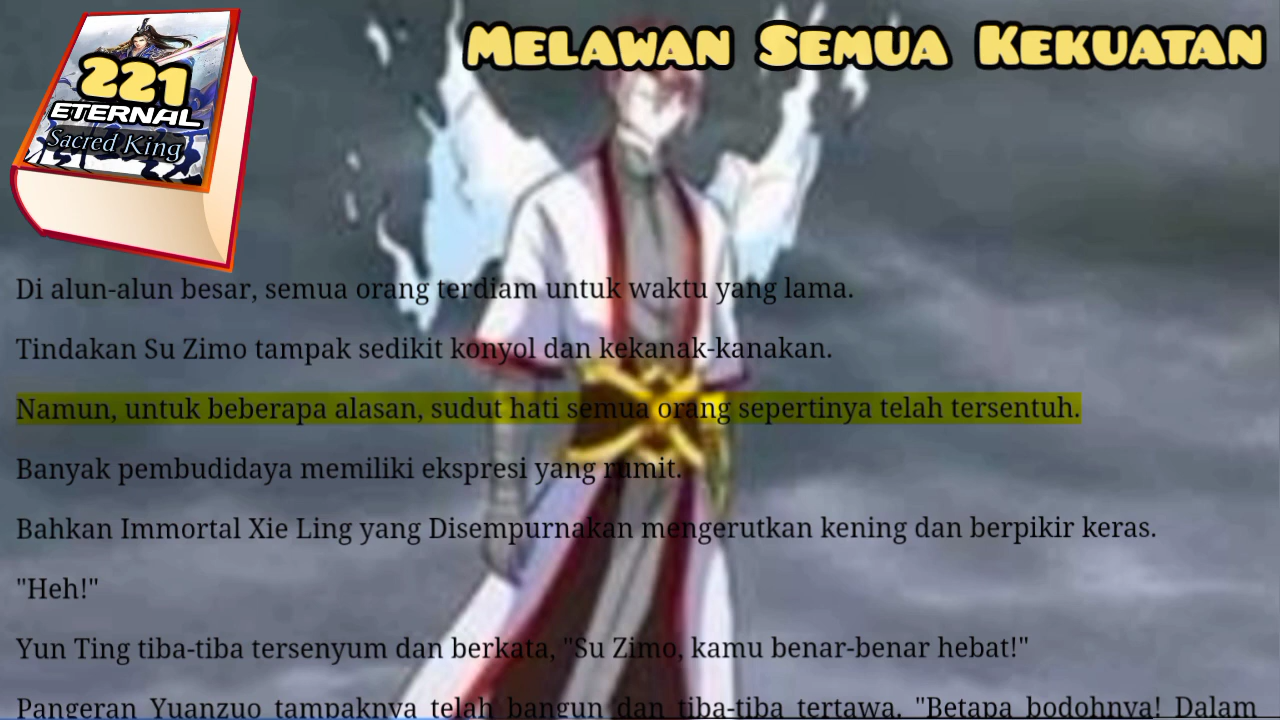 Melawan Semua Kekuatan
221
ETERNAL
Sacred King
Di alun-alun besar, semua orang terdiam untuk waktu yang lama.
Tindakan Su Zimo tampak sedikit konyol dan kekanak-kanakan.
Namun, untuk beberapa alasan, sudut hati semua orang sepertinya telah tersentuh.
Banyak pembudidaya memiliki ekspresi yang rumit.
Bahkan Immortal Xie Ling yang Disempurnakan mengerutkan kening dan berpikir keras.
"Heh!"
Yun Ting tiba-tiba tersenyum dan berkata, "Su Zimo, kamu benar-benar hebat!"
Pangeran Yuanzuo tampaknya telah bangun dan tiba-tiba tertawa. "Betapa bodohnya! Dalam